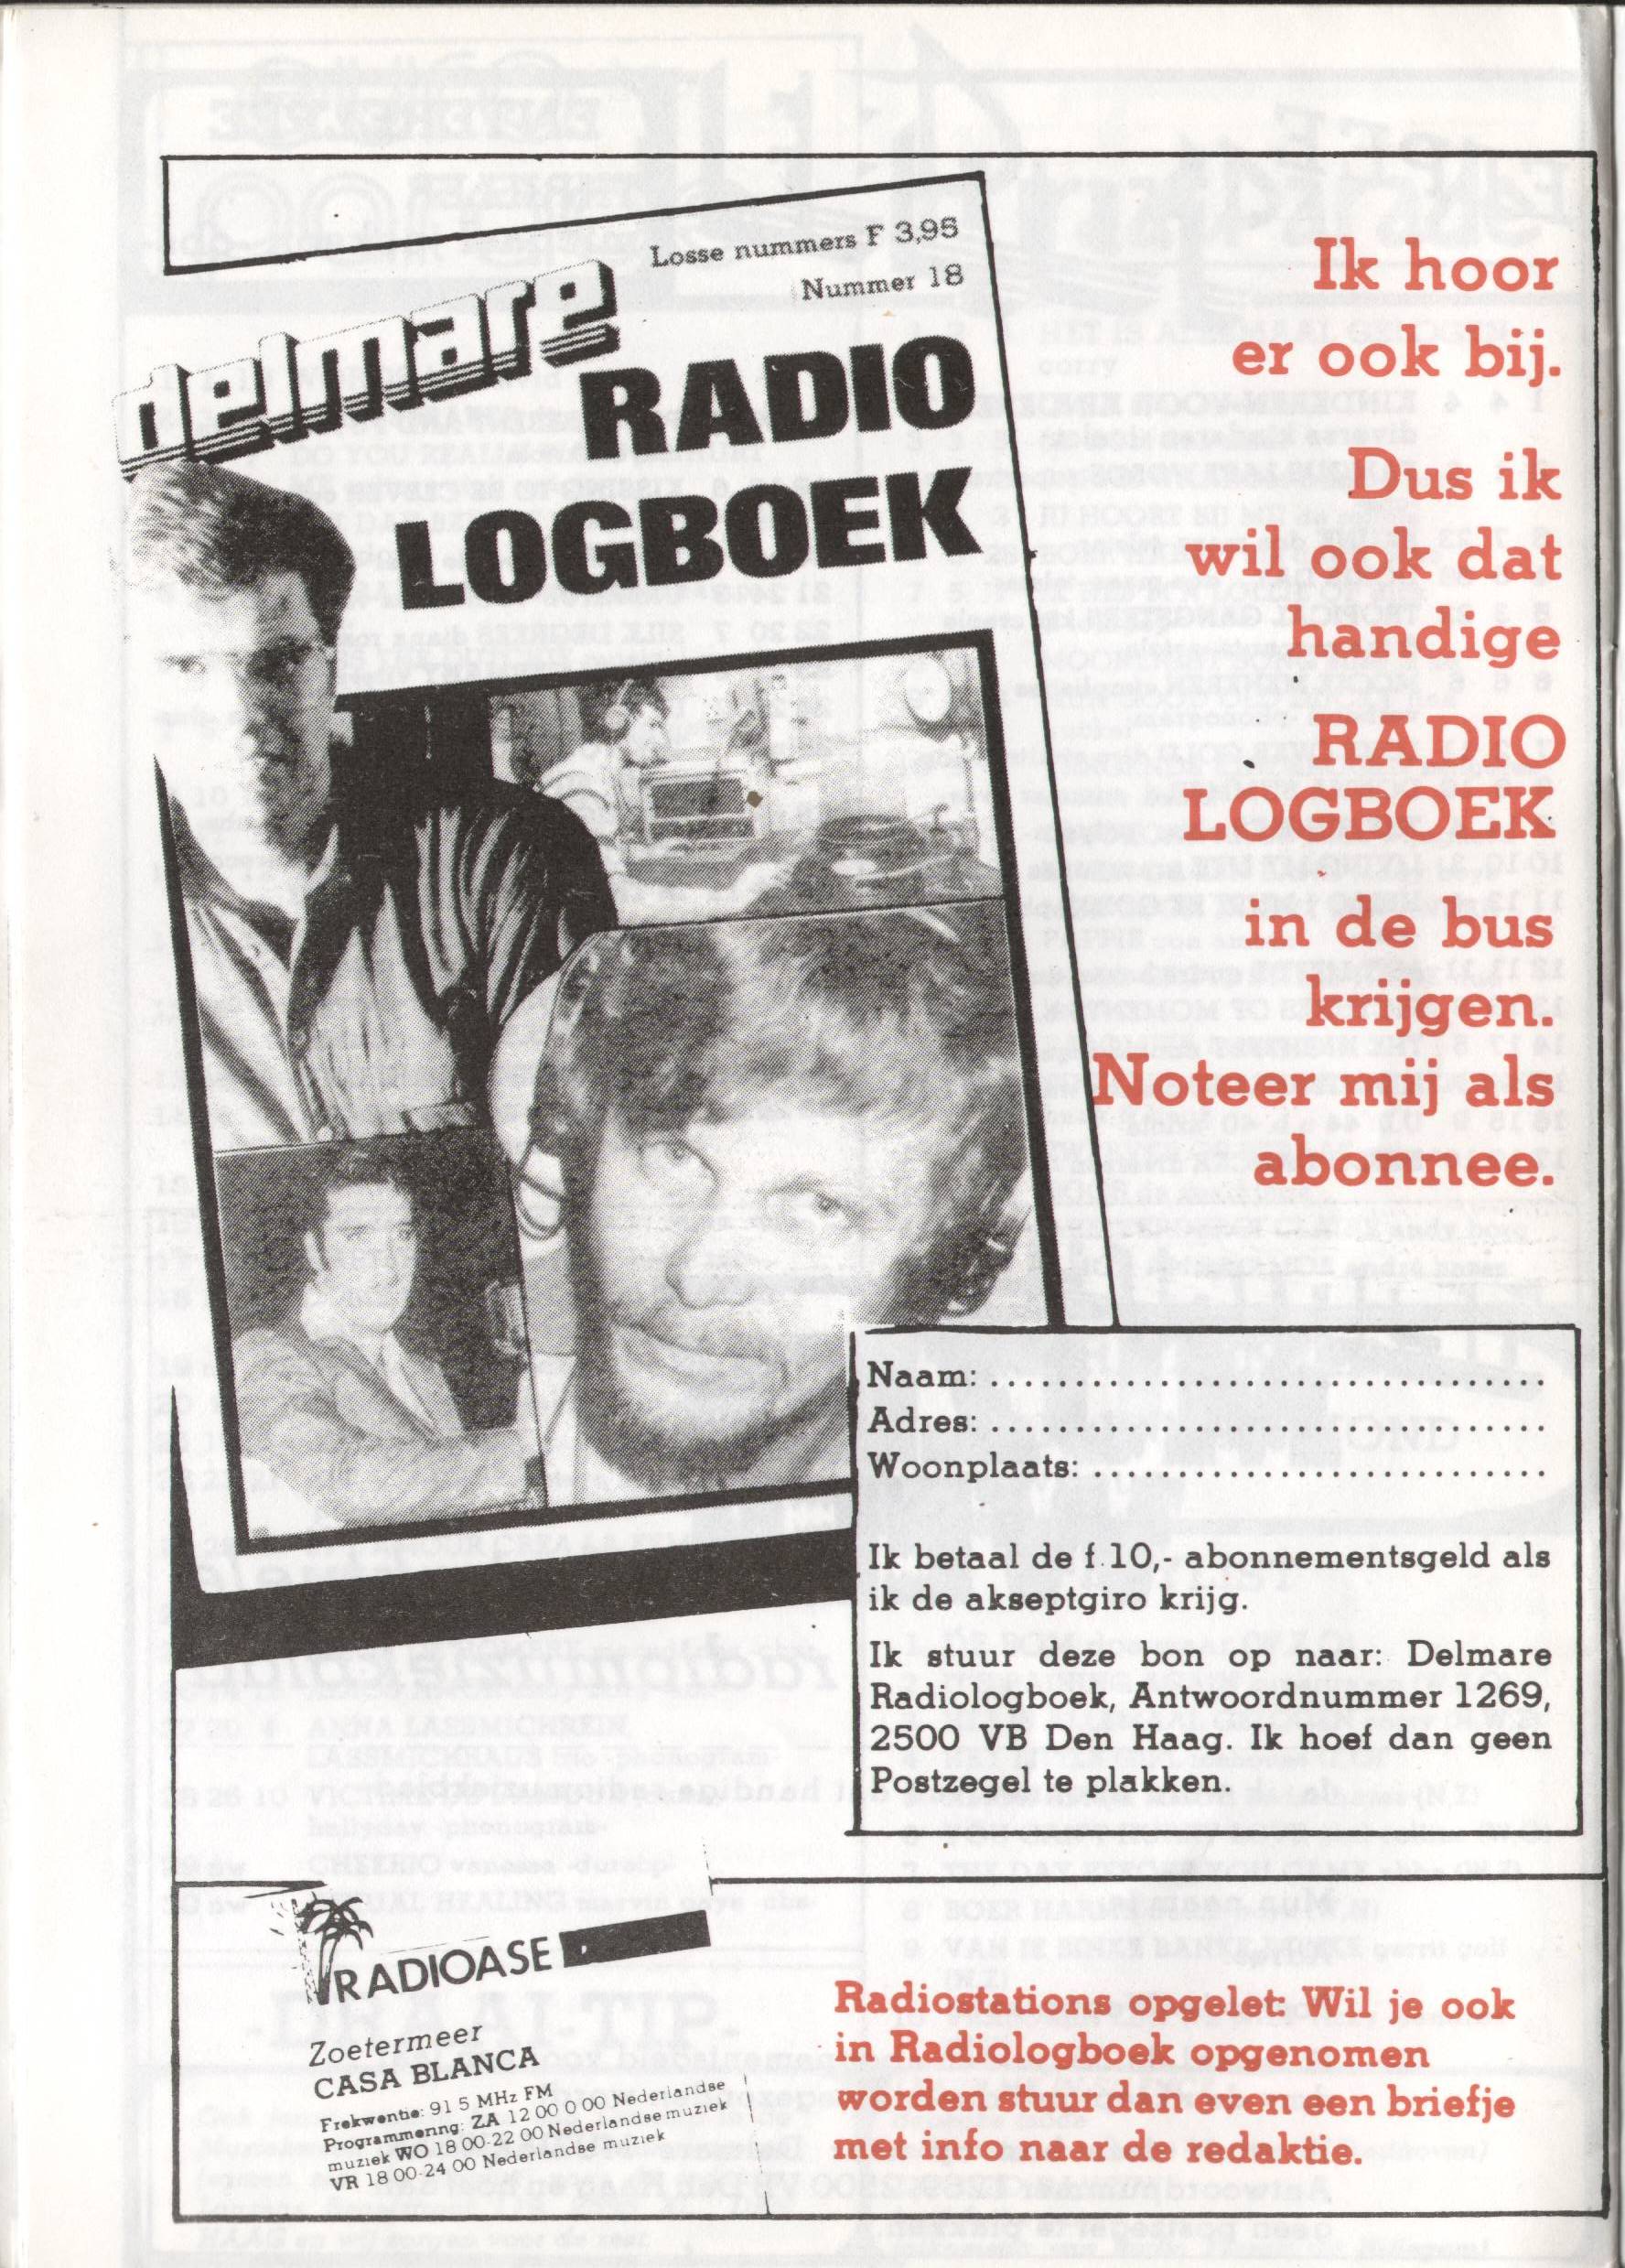 Losse nummers F 3,95
Nummer 18
delmare
RADIO
LOGBOEK
Ik hoor
er ook bij.
Dus ik
wil ook dat
handige
RADIO
LOGBOEK
in de bus
krijgen.
Noteer mij als
abonnee.
Naam: ..................................
Adres: ..................................
Woonplaats: ............................
Ik betaal de f 10,- abonnementsgeld als
ik de akseptgiro krijg.
Ik stuur deze bon op naar: Delmare
Radiologboek, Antwoordnummer 1269,
2500 VB Den Haag. Ik hoef dan geen
Postzegel te plakken.
RADIOASE
Zoetermeer
CASA BLANCA
Frekwentie: 91 5 MHz FM
Programmenng: ZA 12 00 0 00 Nederlandse
muziek WO 18 00-22 00 Nederlandse muziek
VR 18 00-24 00 Nederlandse muziek
Radiostations opgelet: Wil je ook
in Radiologboek opgenomen
worden stuur dan even een briefje
met info naar de redaktie.